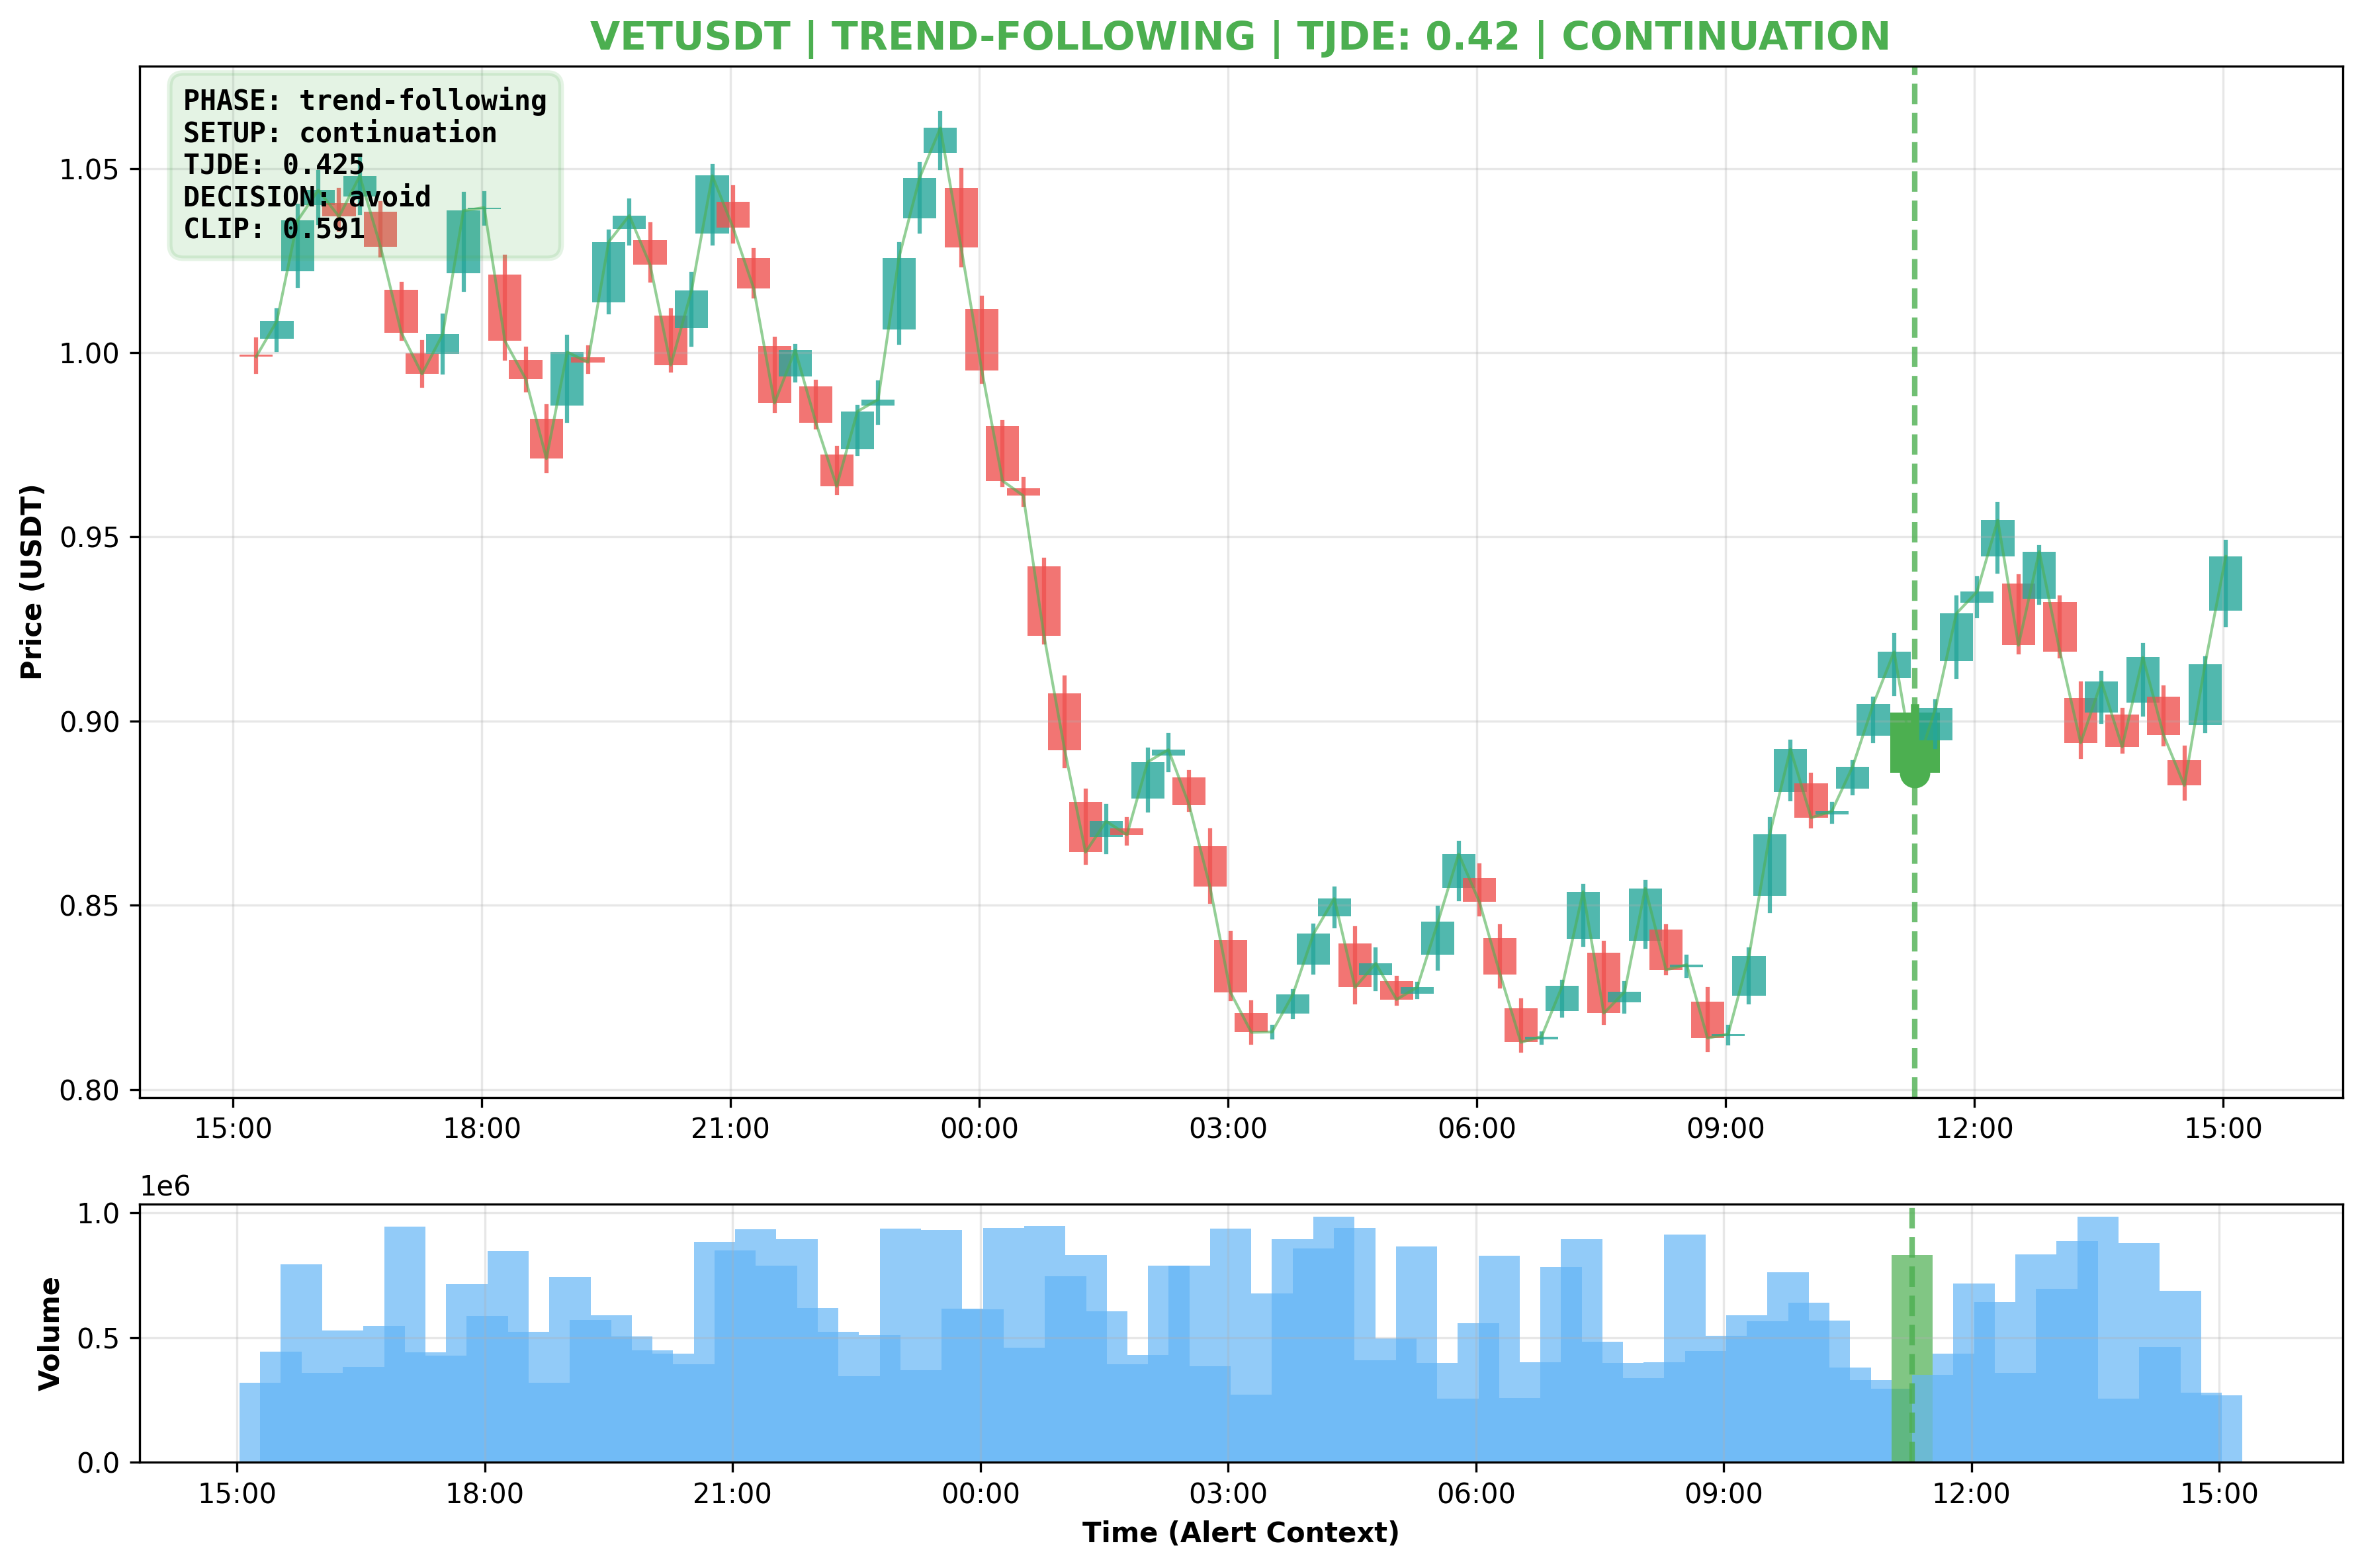 VETUSDT | TREND-FOLLOWING | TJDE: 0.42 | CONTINUATION
PHASE: trend-following
SETUP: continuation
TJDE: 0.425
DECISION: avoid
CLIP: 0.591
Price (USDT)
1.05
1.00
0.95
0.90
0.85
0.80
15:00 18:00 21:00 00:00 03:00 06:00 09:00 12:00 15:00
1e6
Volume
1.0
0.5
0.0
15:00 18:00 21:00 00:00 03:00 06:00 09:00 12:00 15:00
Time (Alert Context)